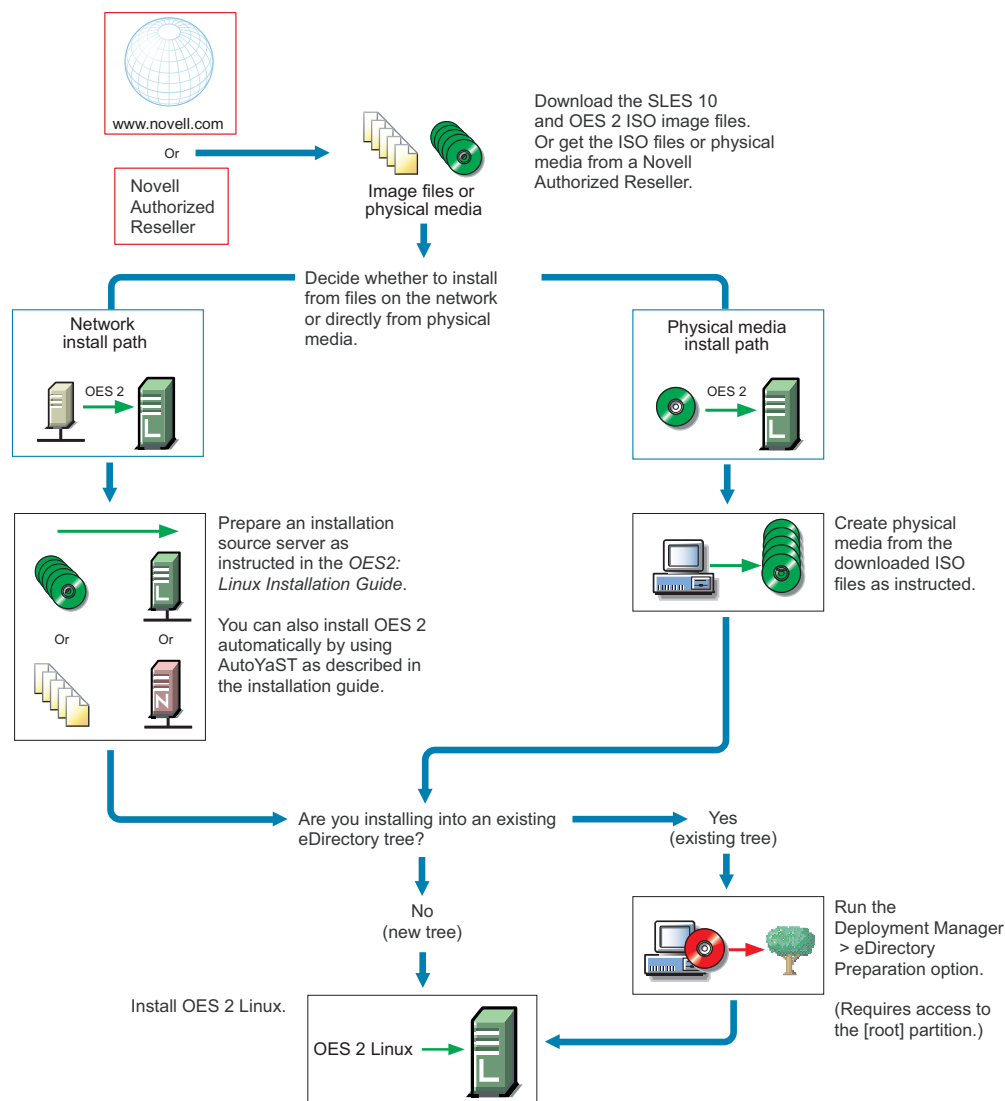 www.novell.com
Or
Novell
Authorized
Reseller
Image files or
physical media
Download the SLES 10
and OES 2 ISO image files.
Or get the ISO files or physical
media from a Novell
Authorized Reseller.
Decide whether to install
from files on the network
or directly from physical
media.
Network
install path
OES 2
L
Physical media
install path
OES 2
L
Prepare an installation
source server as
instructed in the OES2:
Linux Installation Guide.
You can also install OES 2
automatically by using
AutoYaST as described in
the installation guide.
L
Or
Or
N
Create physical
media from the
downloaded ISO
files as instructed.
Are you installing into an existing
eDirectory tree?
Yes
(existing tree)
No
(new tree)
Run the
Deployment Manager
> eDirectory
Preparation option.
(Requires access to
the [root] partition.)
Install OES 2 Linux.
OES 2 Linux
L